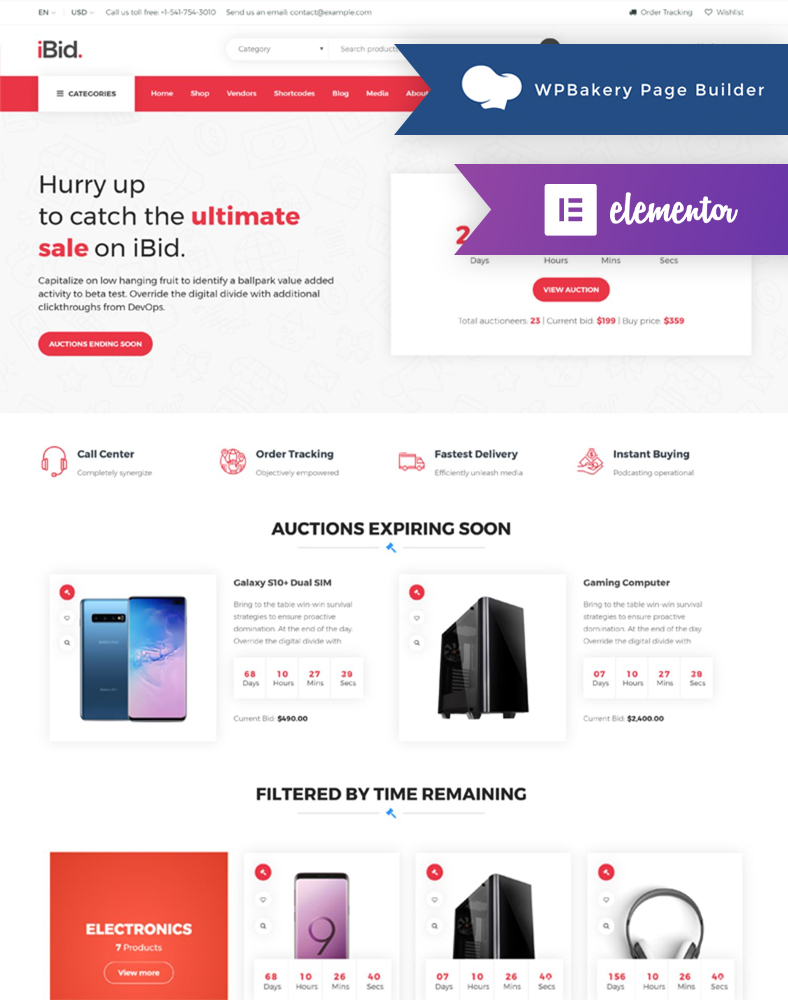 EN USD Call us toll free: +1-541-754-3010 Send us an email: contact@example.com Order Tracking Wishlist
iBid.
Category Search products
WPBakery Page Builder
CATEGORIES Home Shop Vendors Shortcodes Blog Media About
elementor
Hurry up
to catch the ultimate
sale on iBid.
Capitalize on low hanging fruit to identify a ballpark value added
activity to beta test. Override the digital divide with additional
clickthroughs from DevOps.
AUCTIONS ENDING SOON
2
Days Hours Mins Secs
VIEW AUCTION
Total auctioneers: 23 | Current bid: $199 | Buy price: $359
Call Center
Completely synergize
Order Tracking
Objectively empowered
Fastest Delivery
Efficiently unleash media
Instant Buying
Podcasting operational
AUCTIONS EXPIRING SOON
Galaxy S10+ Dual SIM
Bring to the table win-win survival
strategies to ensure proactive
domination. At the end of the day.
Override the digital divide with
68 10 27 39
Days Hours Mins Secs
Current Bid: $490.00
Gaming Computer
Bring to the table win-win survival
strategies to ensure proactive
domination. At the end of the day
Override the digital divide with
07 10 27 39
Days Hours Mins Secs
Current Bid: $2,400.00
FILTERED BY TIME REMAINING
ELECTRONICS
7 Products
View more
9
68 10 26 40
Days Hours Mins Secs
07 10 26 40
Days Hours Mins Secs
156 10 26 40
Days Hours Mins Secs